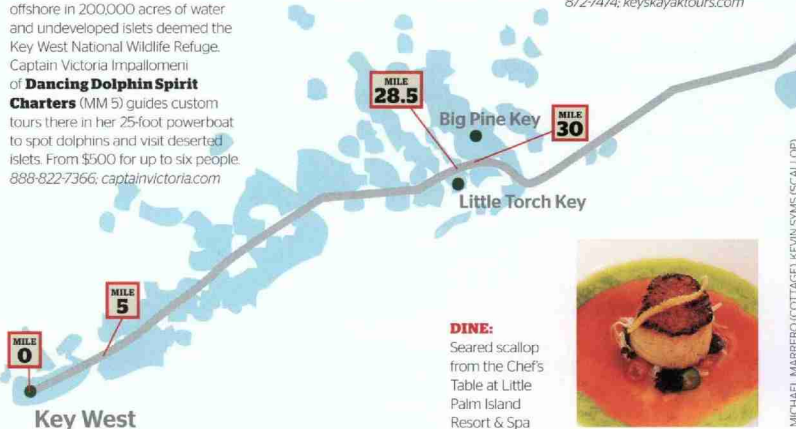 offshore in 200,000 acres of water
and undeveloped islets deemed the
Key West National Wildlife Refuge.
Captain Victoria Impallomeni
of Dancing Dolphin Spirit
Charters (MM 5) guides custom
tours there in her 25-foot powerboat
to spot dolphins and visit deserted
islets. From $500 for up to six people.
888-822-7366; captainvictoria.com
872-7474; keyskayaktours.com
MILE
28.5
Big Pine Key
MILE
30
Little Torch Key
MILE
5
MILE
0
Key West
DINE:
Seared scallop
from the Chef's
Table at Little
Palm Island
Resort & Spa
MICHAEL MARRERO (COTTAGE), KEVIN SYMS (SCALLOP)